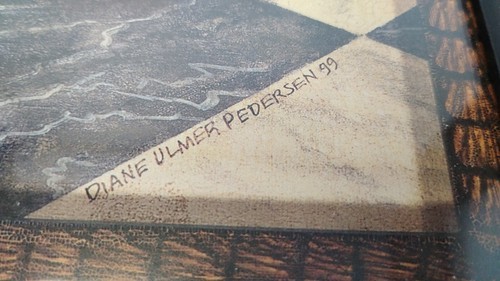 DIANE ULMER PEDERSEN 99